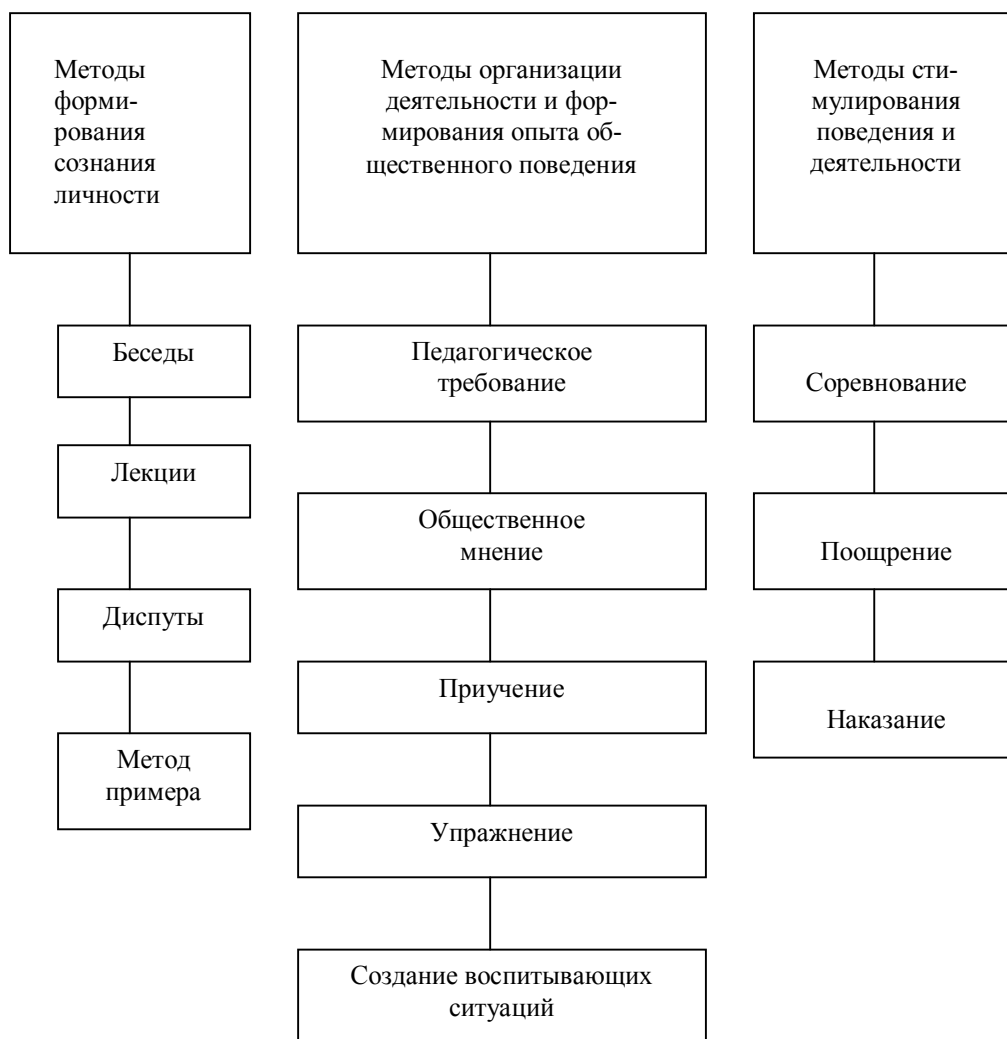 Методы
форми-
рования
сознания
личности
Беседы
Лекции
Диспуты
Метод
примера
Методы организации
деятельности и фор-
мирования опыта об-
щественного поведения
Педагогическое
требование
Общественное
мнение
Приучение
Упражнение
Создание воспитывающих
ситуаций
Методы сти-
мулирования
поведения и
деятельности
Соревнование
Поощрение
Наказание